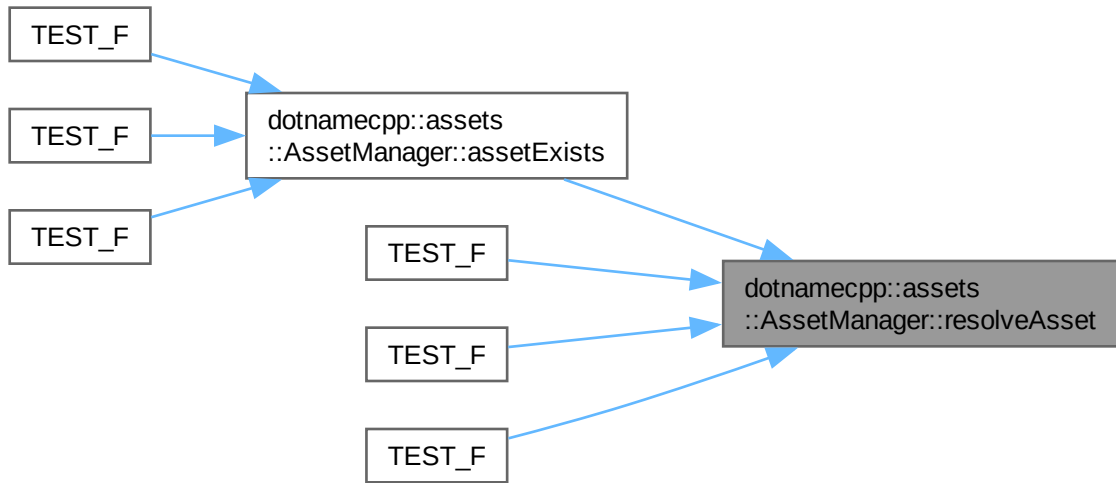 TEST_F
TEST_F
TEST_F
dotnamecpp::assets
::AssetManager::assetExists
TEST_F
TEST_F
TEST_F
dotnamecpp::assets
::AssetManager::resolveAsset